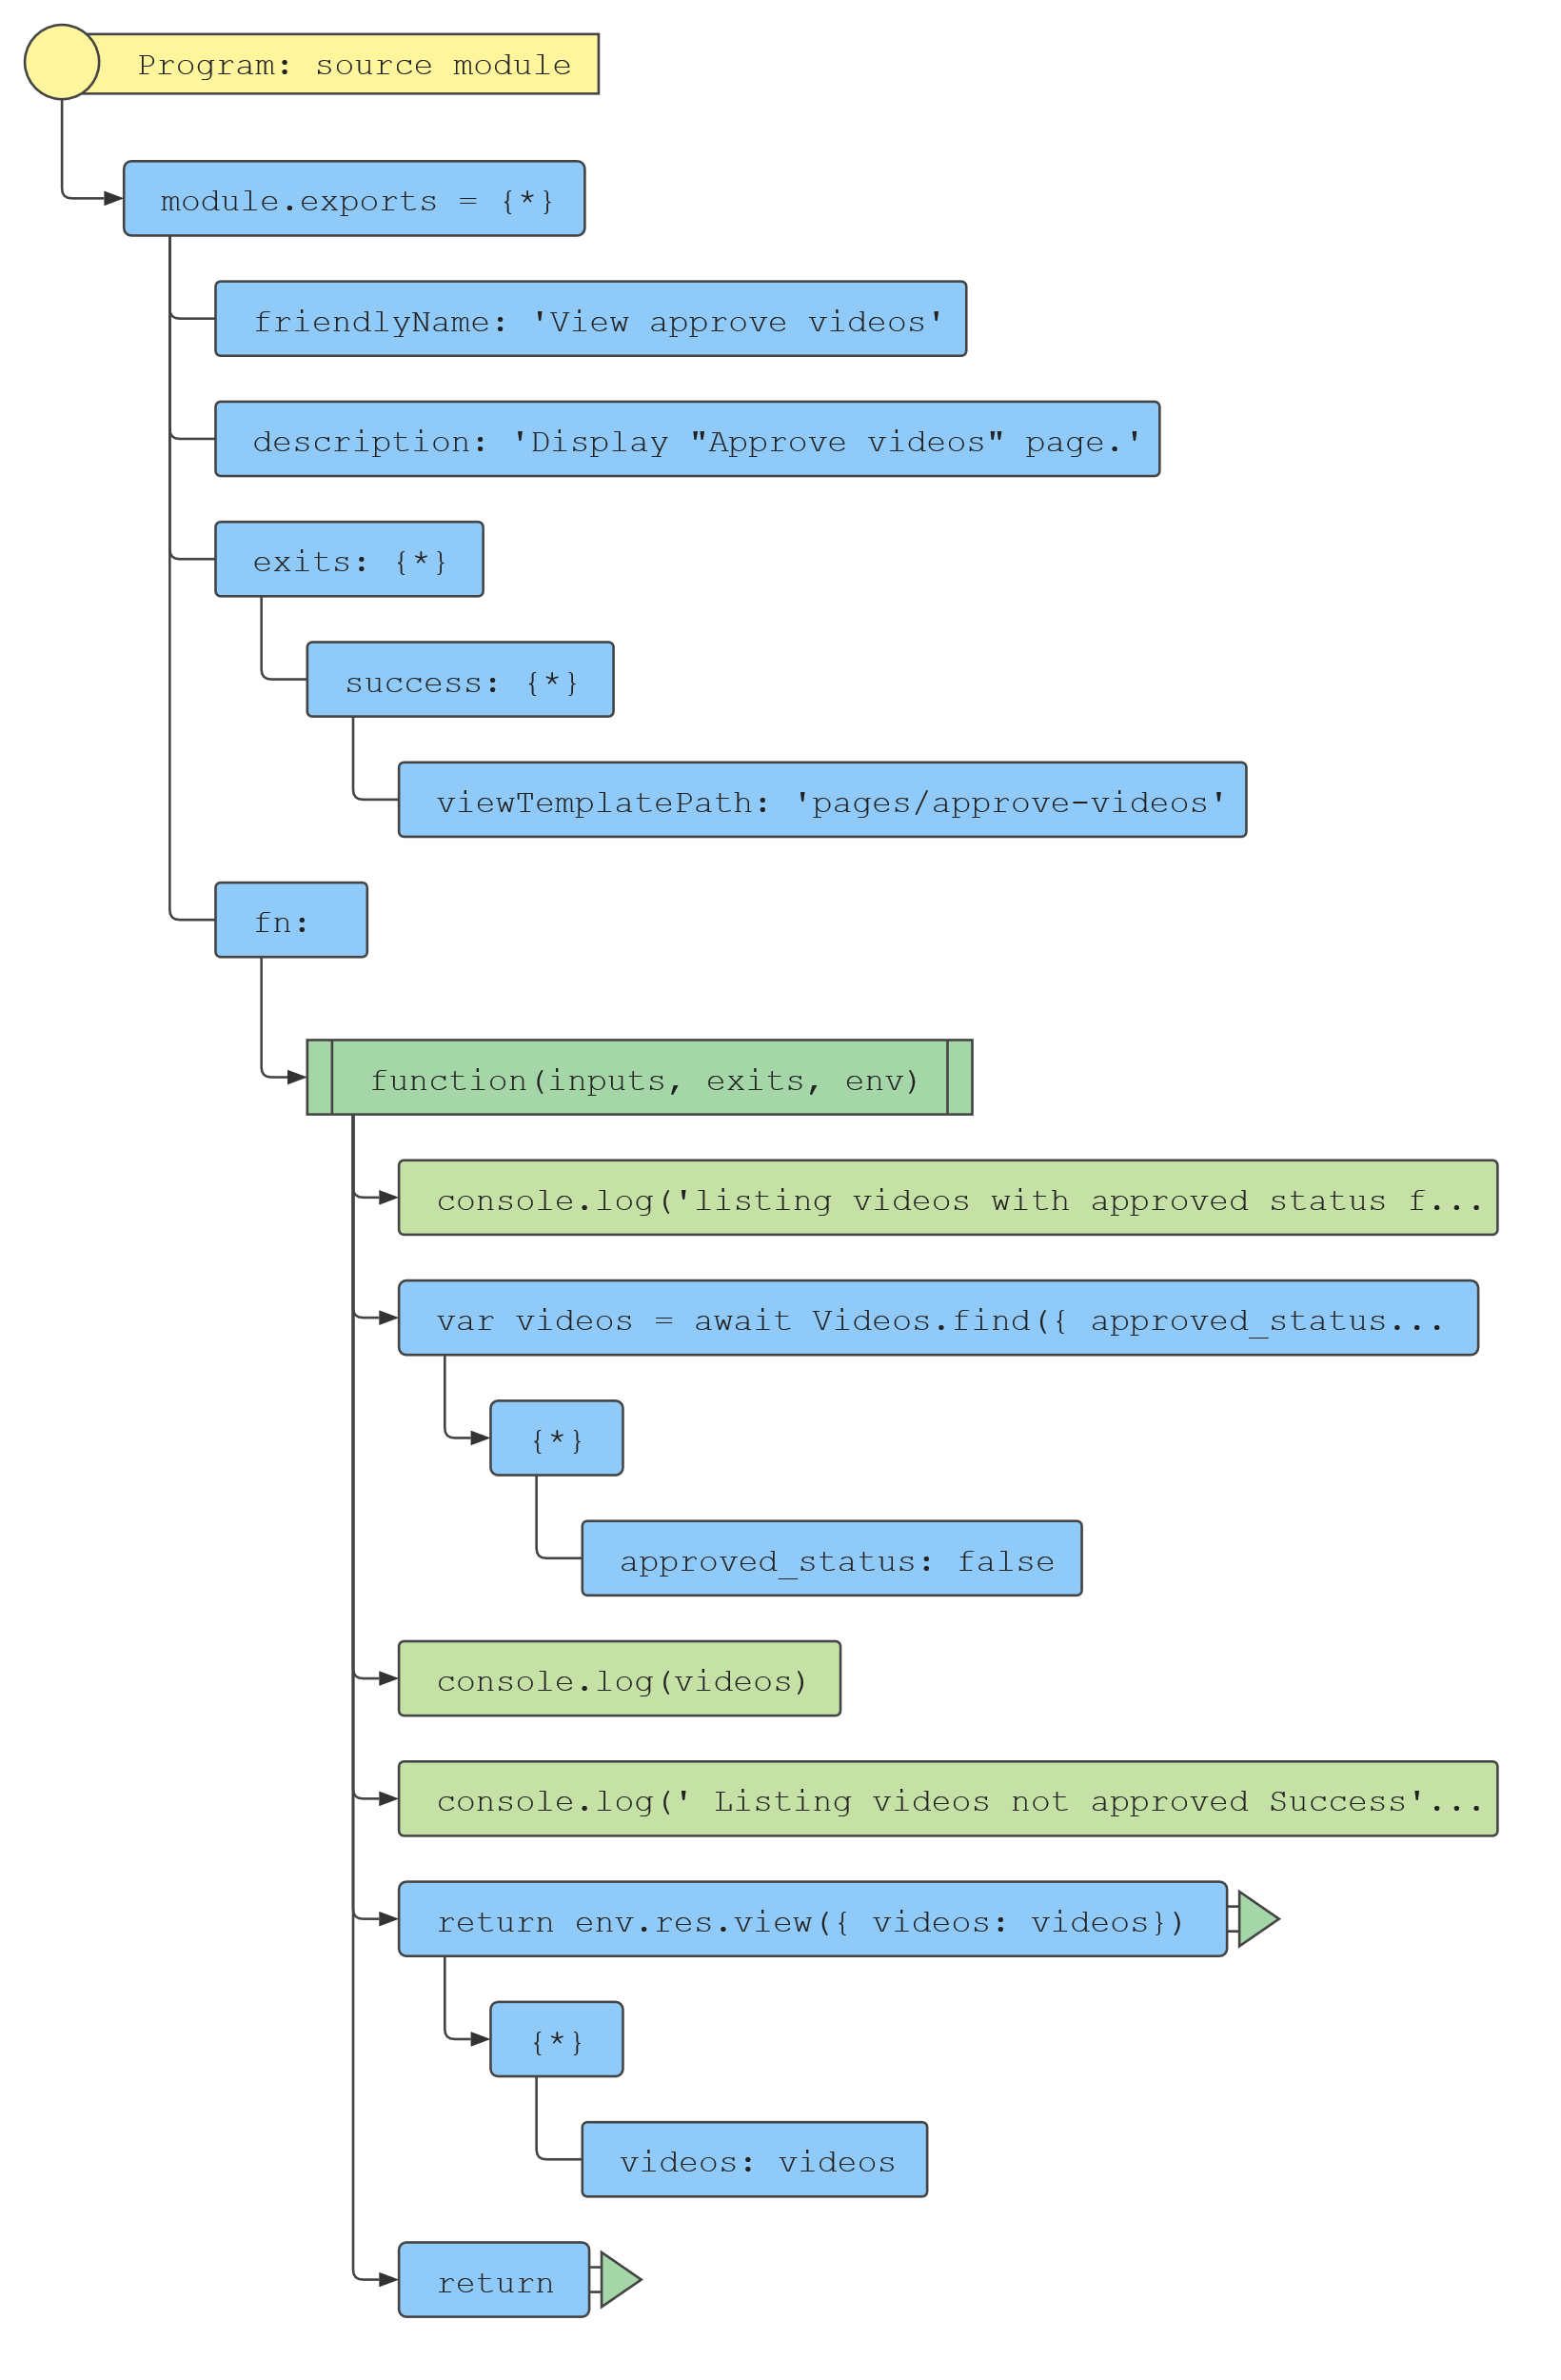 Program: source module
module.exports = {*}
friendlyName: 'View approve videos'
description: 'Display "Approve videos" page.'
exits: {*}
success: {*}
viewTemplatePath: 'pages/approve-videos'
fn:
function(inputs, exits, env)
console.log('listing videos with approved status f...
var videos = await Videos.find({ approved_status...
{*}
approved_status: false
console.log(videos)
console.log(' Listing videos not approved Success'...
return env.res.view({ videos: videos})
{*}
videos: videos
return